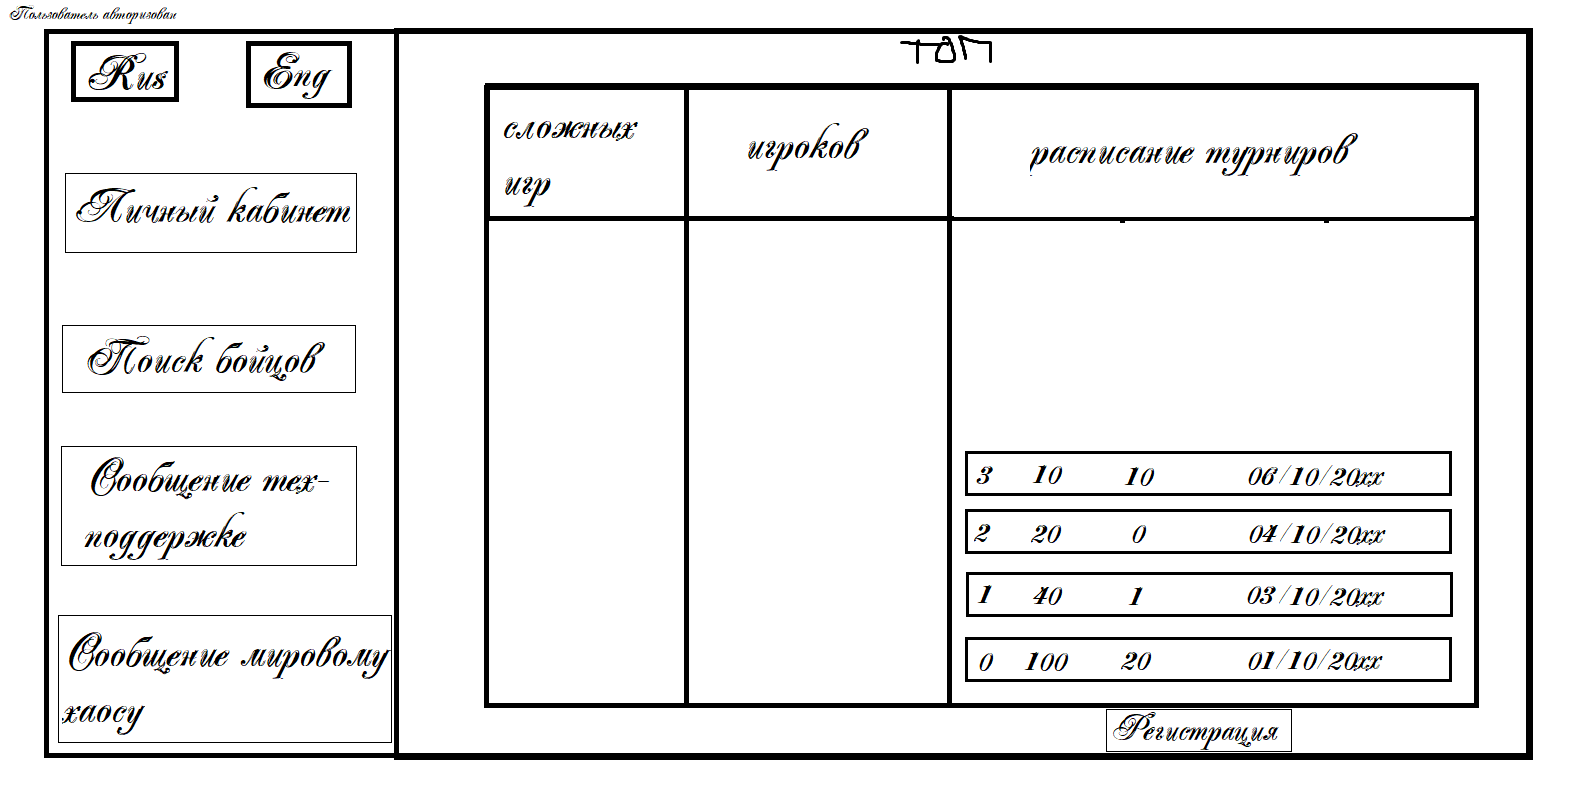 Пользователь авторизован
Rus
Eng
Личный кабинет
Поиск бойцов
Сообщение тех-
поддержке
Сообщение мировому
хаосу
топ
сложных
игр
игроков
расписание турниров
3 10 10 06/10/20xx
2 20 0 04/10/20xx
1 40 1 03/10/20xx
0 100 20 01/10/20xx
Регистрация